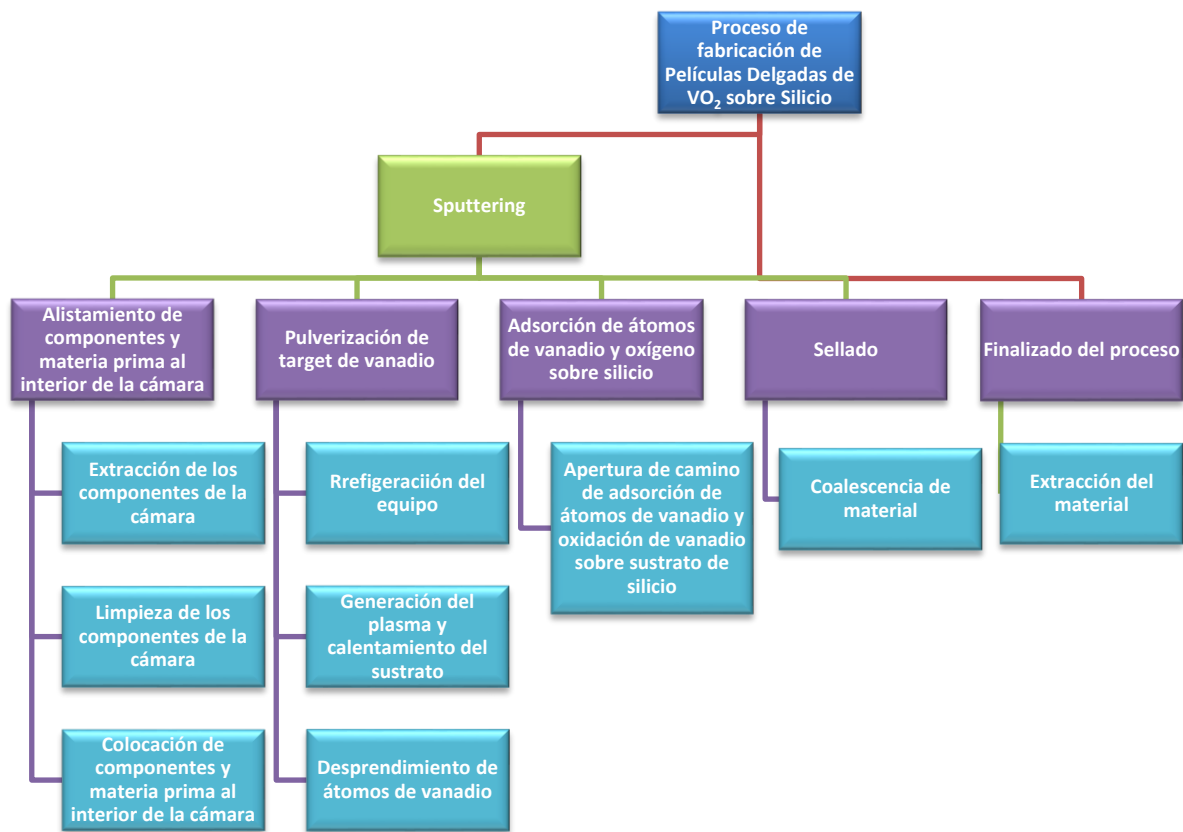 Proceso de
fabricación de
Películas Delgadas de
VO₂ sobre Silicio
Sputtering
Alistamiento de
componentes y
materia prima al
interior de la cámara
Pulverización de
target de vanadio
Adsorción de átomos
de vanadio y oxígeno
sobre silicio
Sellado
Finalizado del proceso
Extracción de los
componentes de la
cámara
Limpieza de los
componentes de la
cámara
Colocación de
componentes y
materia prima al
interior de la cámara
Rrefigeraciión del
equipo
Generación del
plasma y
calentamiento del
sustrato
Desprendimiento de
átomos de vanadio
Apertura de camino
de adsorción de
átomos de vanadio y
oxidación de vanadio
sobre sustrato de
silicio
Coalescencia de
material
Extracción del
material